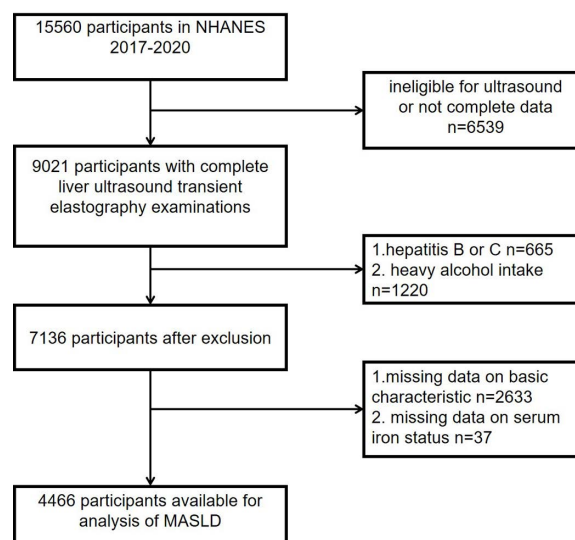 15560 participants in NHANES
2017-2020
ineligible for ultrasound
or not complete data
n=6539
9021 participants with complete
liver ultrasound transient
elastography examinations
1.hepatitis B or C n=665
2. heavy alcohol intake
n=1220
7136 participants after exclusion
1.missing data on basic
characteristic n=2633
2. missing data on serum
iron status n=37
4466 participants available for
analysis of MASLD